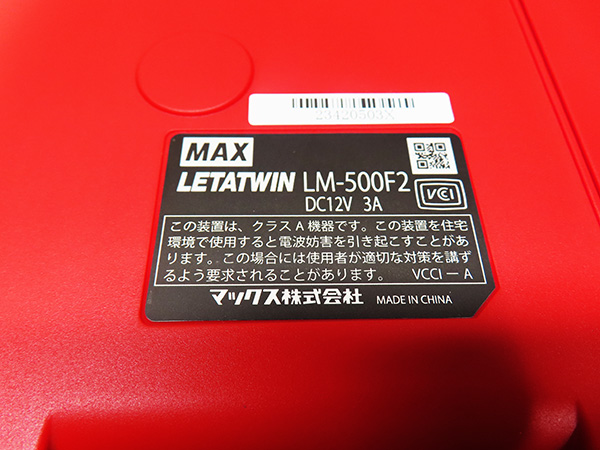 23420503X
MAX
LETATWIN LM-500F2
DC12V 3A
VCCI
この装置は、クラスA機器です。この装置を住宅
環境で使用すると電波妨害を引き起こすことがあ
ります。この場合には使用者が適切な対策を講ず
るよう要求されることがあります。 VCCI－A
マックス株式会社 MADE IN CHINA